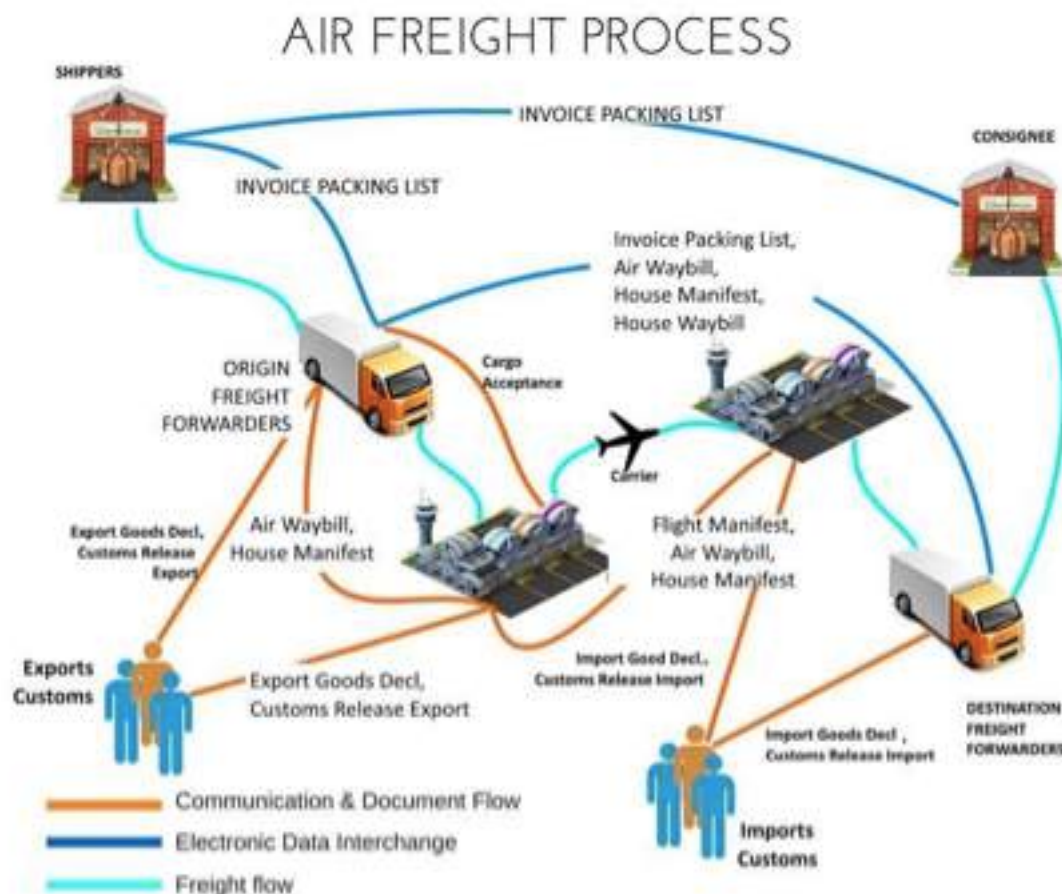 AIR FREIGHT PROCESS
SHIPPERS
INVOICE PACKING LIST
CONSIGNEE
INVOICE PACKING LIST
Invoice Packing List,
Air Waybill,
House Manifest,
House Waybill
ORIGIN
FREIGHT
FORWARDERS
Cargo
Acceptance
Carrier
Export Goods Decl,
Customs Release
Export
Air Waybill,
House Manifest
Flight Manifest,
Air Waybill,
House Manifest
Exports
Customs
Export Goods Decl,
Customs Release Export
Import Good Decl.,
Customs Release Import
DESTINATION
FREIGHT
FORWARDERS
Import Goods Decl ,
Customs Release Import
Imports
Customs
Communication & Document Flow
Electronic Data Interchange
Freight flow